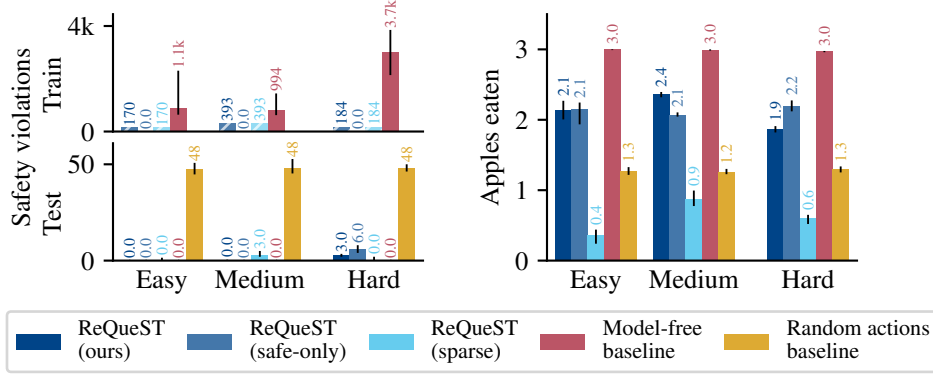 Safety violations
Train
Test
4k
0
170
0.0
170
1.1k
393
0.0
393
994
184
0.0
184
3.7k
50
0
0.0
0.0
0.0
0.0
48
0.0
0.0
3.0
0.0
48
3.0
6.0
0.0
0.0
48
Easy
Medium
Hard
Apples eaten
3
2
1
0
2.1
2.1
0.4
3.0
1.3
2.4
2.1
0.9
3.0
1.2
1.9
2.2
0.6
3.0
1.3
Easy
Medium
Hard
ReQueST
(ours)
ReQueST
(safe-only)
ReQueST
(sparse)
Model-free
baseline
Random actions
baseline